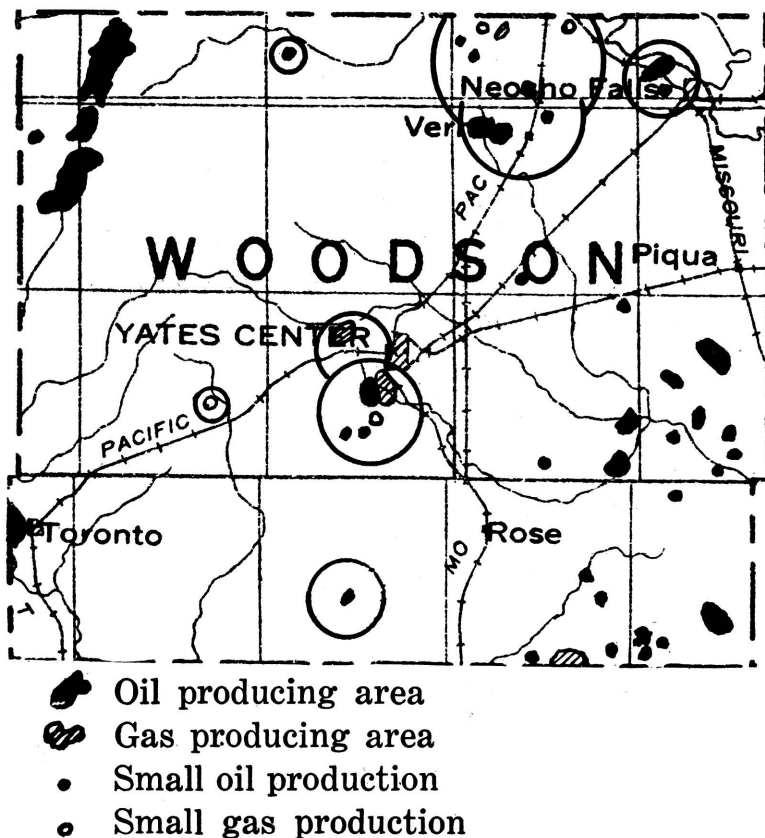 Neosho Falls
Ver
PAC
MISSOURI
WOODSON
Piqua
YATES CENTER
PACIFIC
Toronto
MO
Rose
T
Oil producing area
Gas producing area
Small oil production
Small gas production